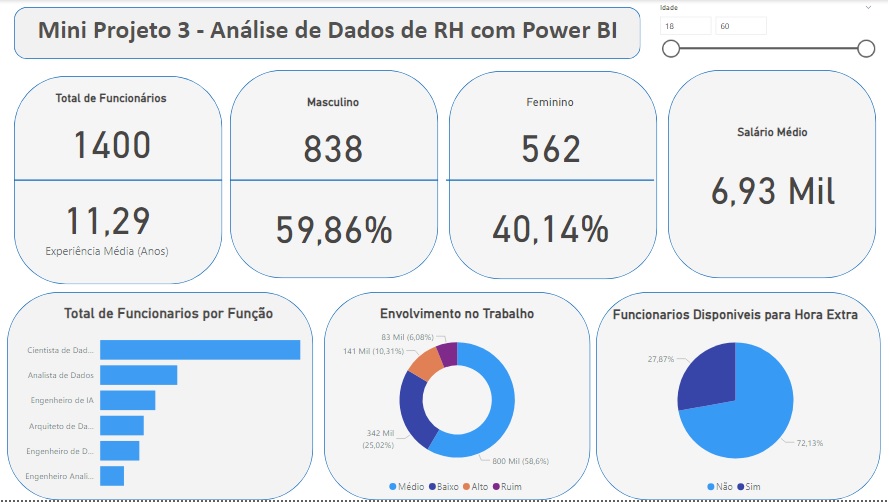 Mini Projeto 3 - Análise de Dados de RH com Power BI
Idade
18
60
Total de Funcionários
1400
11,29
Experiência Média (Anos)
Masculino
838
59,86%
Feminino
562
40,14%
Salário Médio
6,93 Mil
Total de Funcionarios por Função
Cientista de Dad...
Analista de Dados
Engenheiro de IA
Arquiteto de Da...
Engenheiro de D...
Engenheiro Anali...
Envolvimento no Trabalho
83 Mil (6,08%)
141 Mil (10,31%)
342 Mil
(25,02%)
800 Mil (58,6%)
Médio Baixo Alto Ruim
Funcionarios Disponiveis para Hora Extra
27,87%
72,13%
Não Sim